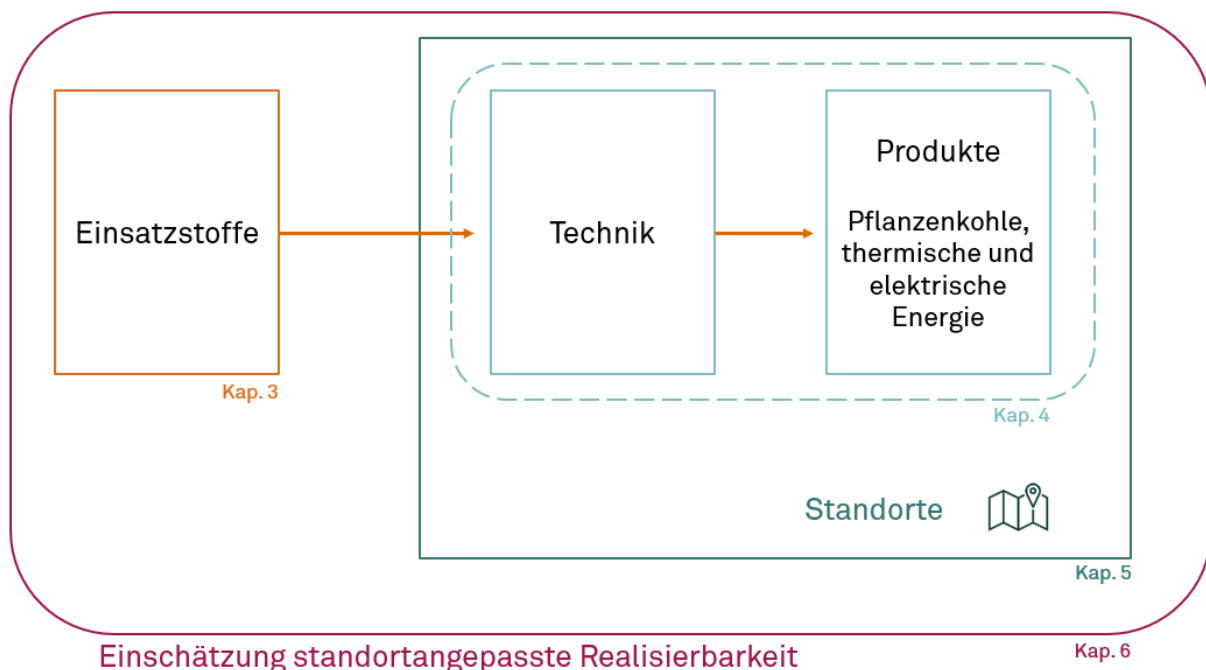 Einsatzstoffe
Kap. 3
Technik
Produkte
Pflanzenkohle,
thermische und
elektrische
Energie
Kap. 4
Standorte
Kap. 5
Einschätzung standortangepasste Realisierbarkeit
Kap. 6